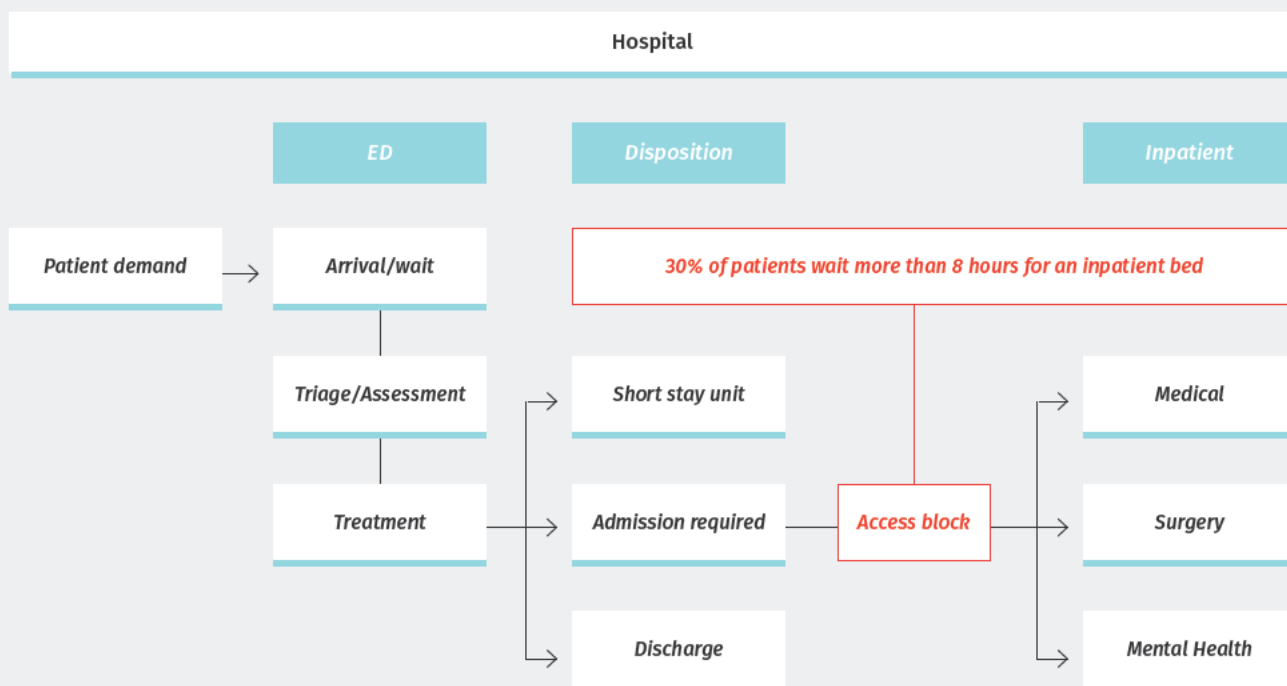 Hospital
ED
Disposition
Inpatient
Patient demand
Arrival/wait
30% of patients wait more than 8 hours for an inpatient bed
Triage/Assessment
Short stay unit
Medical
Treatment
Admission required
Access block
Surgery
Discharge
Mental Health